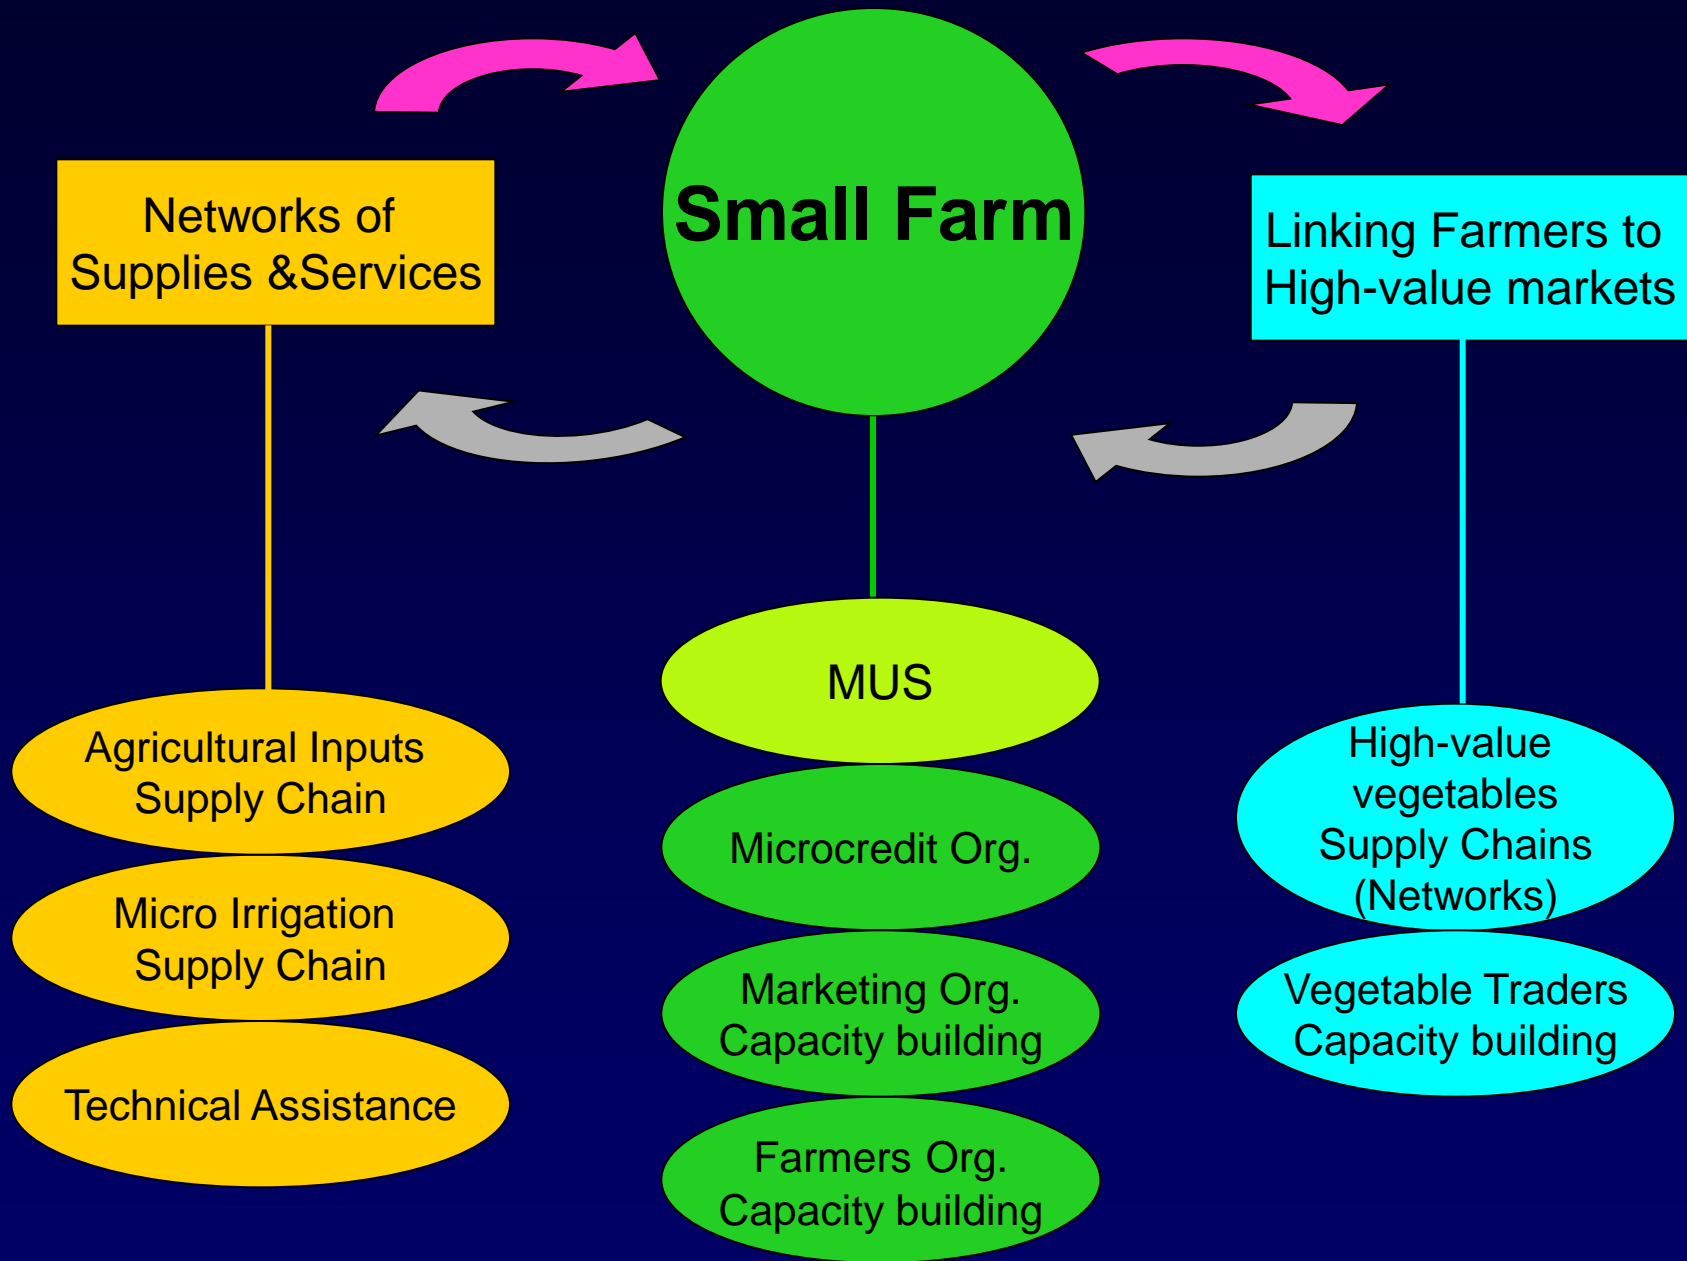 Small Farm
Networks of
Supplies &Services
Linking Farmers to
High-value markets
Agricultural Inputs
Supply Chain
Micro Irrigation
Supply Chain
Technical Assistance
MUS
Microcredit Org.
Marketing Org.
Capacity building
Farmers Org.
Capacity building
High-value
vegetables
Supply Chains
(Networks)
Vegetable Traders
Capacity building